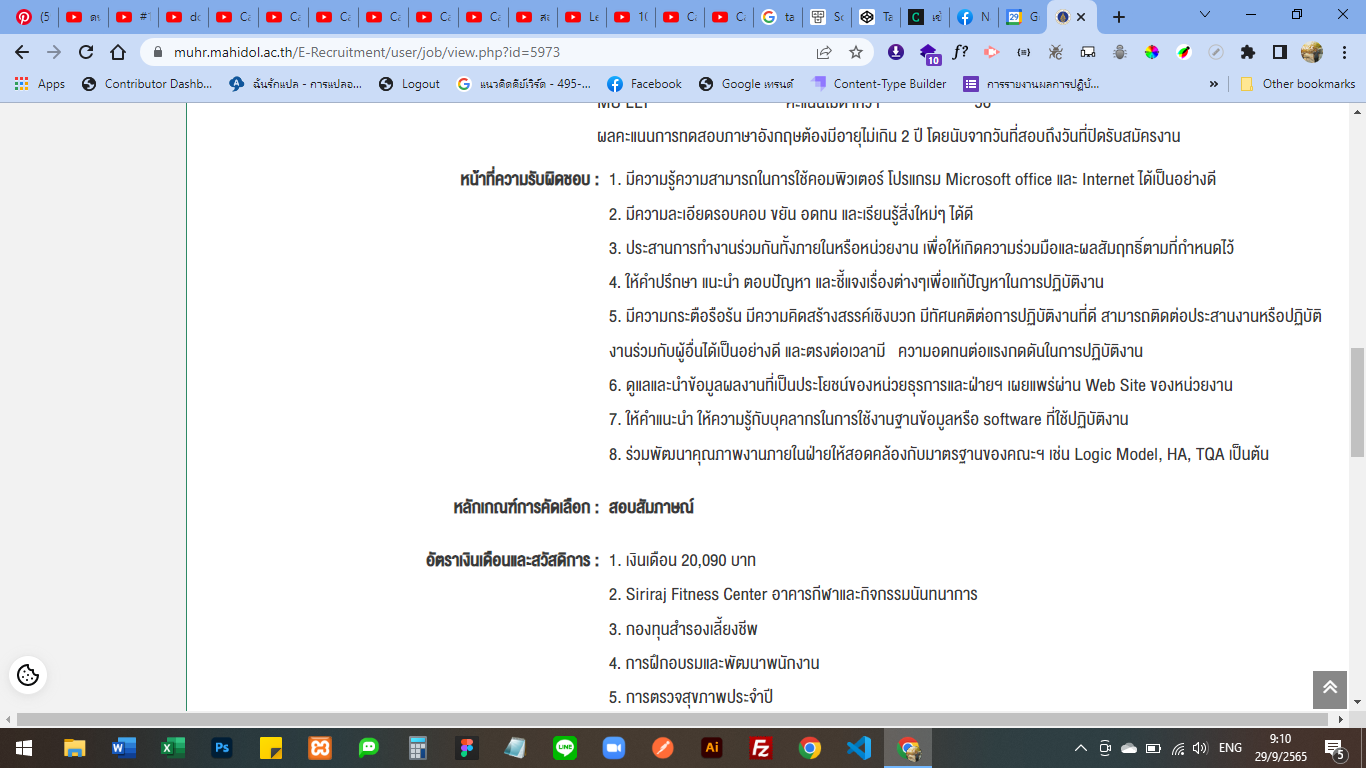 (5
ตร
#1
do
Ca
Ca
Ca
Ca
Ca
Ca
สอ
Le
10
Ca
Ca
ta
Sc
Ta
เข้
N
G
muhr.mahidol.ac.th/E-Recruitment/user/job/view.php?id=5973
10
Apps
Contributor Dashb...
ฉันรักแปล - การแปลอ...
Logout
แนวคิดคีย์เวิร์ด - 495-...
Facebook
Google เทรนด์
Content-Type Builder
การรายงานผลการปฏิบั...
»
Other bookmarks
ผลคะแนนการทดสอบภาษาอังกฤษต้องมีอายุไม่เกิน 2 ปี โดยนับจากวันที่สอบถึงวันที่ปิดรับสมัครงาน
หน้าที่ความรับผิดชอบ : 1. มีความรู้ความสามารถในการใช้คอมพิวเตอร์ โปรแกรม Microsoft office และ Internet ได้เป็นอย่างดี
2. มีความละเอียดรอบคอบ ขยัน อดทน และเรียนรู้สิ่งใหม่ๆ ได้ดี
3. ประสานการทำงานร่วมกันทั้งภายในหรือหน่วยงาน เพื่อให้เกิดความร่วมมือและผลสัมฤทธิ์ตามที่กำหนดไว้
4. ให้คำปรึกษา แนะนำ ตอบปัญหา และชี้แจงเรื่องต่างๆเพื่อแก้ปัญหาในการปฏิบัติงาน
5. มีความกระตือรือร้น มีความคิดสร้างสรรค์เชิงบวก มีทัศนคติต่อการปฏิบัติงานที่ดี สามารถติดต่อประสานงานหรือปฏิบัติ
งานร่วมกับผู้อื่นได้เป็นอย่างดี และตรงต่อเวลามี ความอดทนต่อแรงกดดันในการปฏิบัติงาน
6. ดูแลและนำข้อมูลผลงานที่เป็นประโยชน์ของหน่วยธุรการและฝ่ายฯ เผยแพร่ผ่าน Web Site ของหน่วยงาน
7. ให้คำแนะนำ ให้ความรู้กับบุคลากรในการใช้งานฐานข้อมูลหรือ software ที่ใช้ปฏิบัติงาน
8. ร่วมพัฒนาคุณภาพงานภายในฝ่ายให้สอดคล้องกับมาตรฐานของคณะฯ เช่น Logic Model, HA, TQA เป็นต้น
หลักเกณฑ์การคัดเลือก : สอบสัมภาษณ์
อัตราเงินเดือนและสวัสดิการ : 1. เงินเดือน 20,090 บาท
2. Siriraj Fitness Center อาคารกีฬาและกิจกรรมนันทนาการ
3. กองทุนสำรองเลี้ยงชีพ
4. การฝึกอบรมและพัฒนาพนักงาน
5. การตรวจสุขภาพประจำปี
ENG
9:10
29/9/2565
5